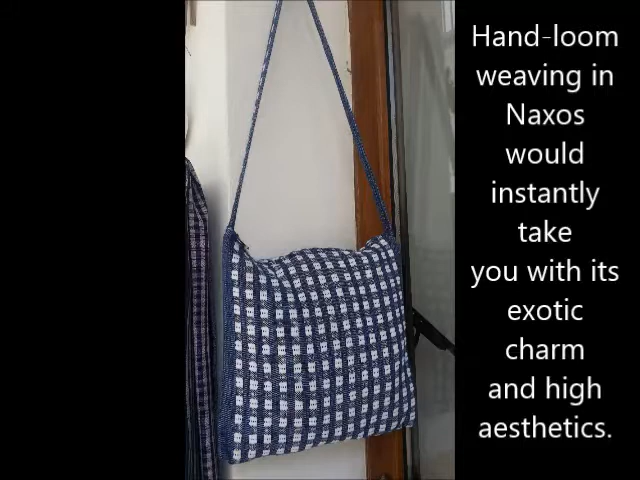 Hand-loom
weaving in
Naxos
would
instantly
take
you with its
exotic
charm
and high
aesthetics.